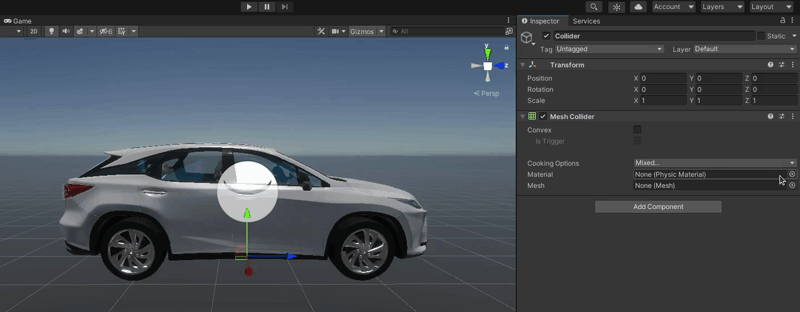 Account Layers Layout
Game
Inspector Services
2D 6 Gizmos All
Collider Static
Tag Untagged Layer Default
y
z
Persp
Transform
Position X 0 Y 0 Z 0
Rotation X 0 Y 0 Z 0
Scale X 1 Y 1 Z 1
Mesh Collider
Convex
Is Trigger
Cooking Options Mixed...
Material None (Physic Material)
Mesh None (Mesh)
Add Component